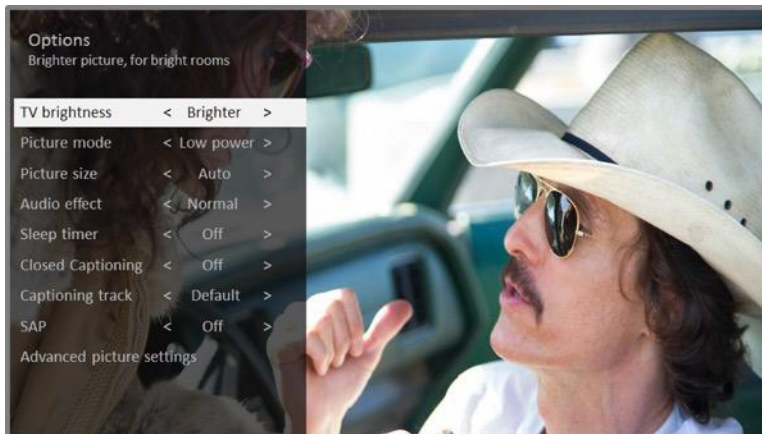 Options
Brighter picture, for bright rooms
TV brightness < Brighter >
Picture mode < Low power >
Picture size < Auto >
Audio effect < Normal >
Sleep timer < Off >
Closed Captioning < Off >
Captioning track < Default >
SAP < Off >
Advanced picture settings